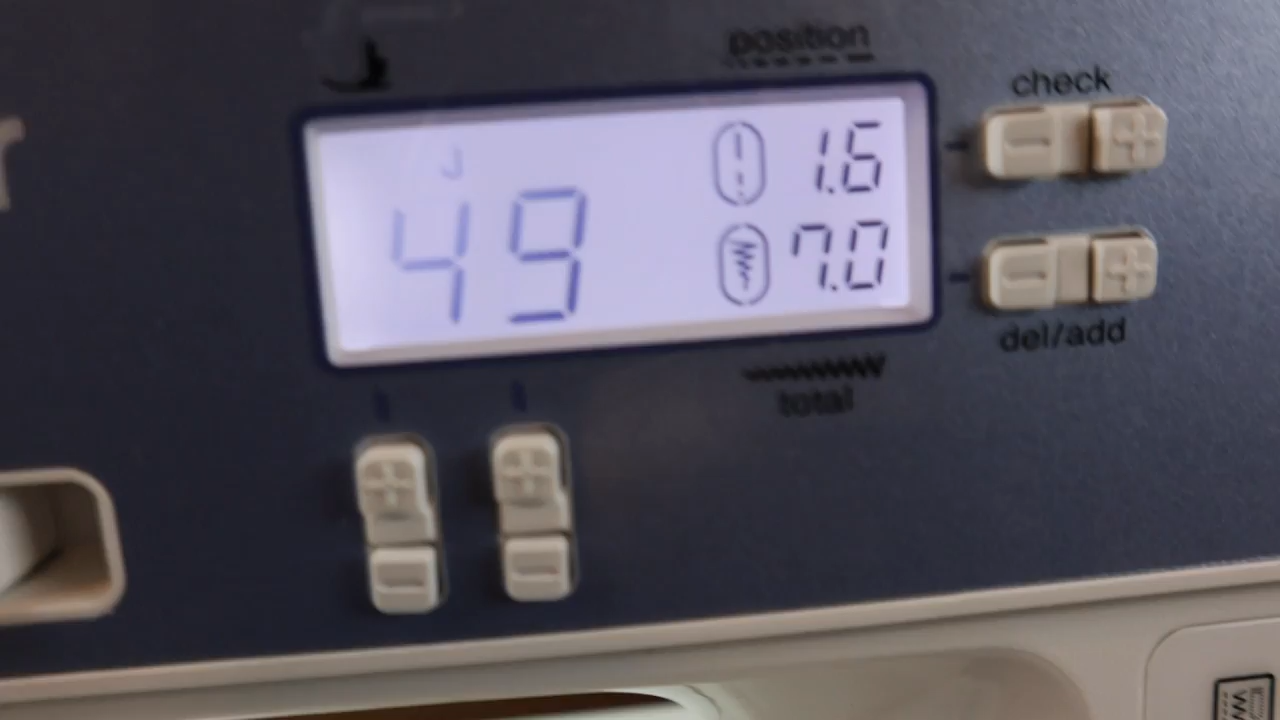 position
check
J
1.6
49
7.0
del/add
total